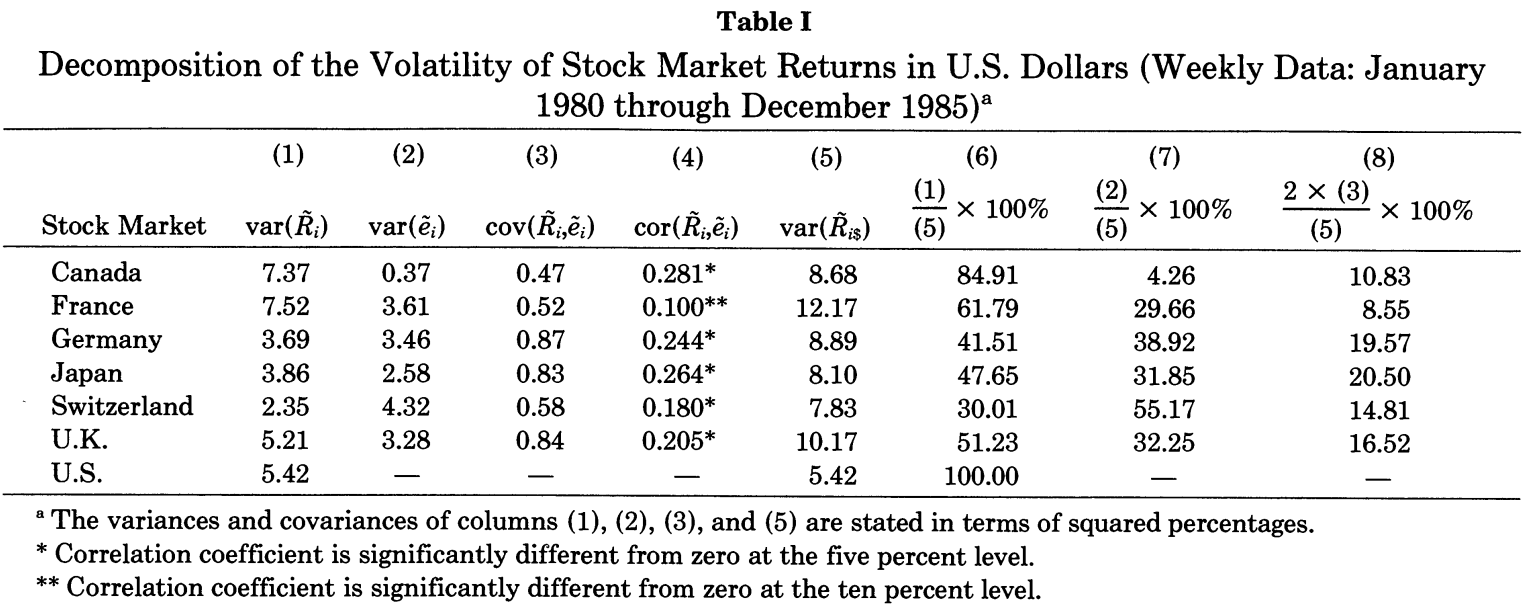 Table I
Decomposition of the Volatility of Stock Market Returns in U.S. Dollars (Weekly Data: January
1980 through December 1985)ᵃ
(1) (2) (3) (4) (5) (6) (7) (8)
Stock Market var(R̃ᵢ) var(ẽᵢ) cov(R̃ᵢ,ẽᵢ) cor(R̃ᵢ,ẽᵢ) var(R̃ᵢ$) (1)/(5) × 100% (2)/(5) × 100% 2 × (3)/(5) × 100%
Canada 7.37 0.37 0.47 0.281* 8.68 84.91 4.26 10.83
France 7.52 3.61 0.52 0.100** 12.17 61.79 29.66 8.55
Germany 3.69 3.46 0.87 0.244* 8.89 41.51 38.92 19.57
Japan 3.86 2.58 0.83 0.264* 8.10 47.65 31.85 20.50
Switzerland 2.35 4.32 0.58 0.180* 7.83 30.01 55.17 14.81
U.K. 5.21 3.28 0.84 0.205* 10.17 51.23 32.25 16.52
U.S. 5.42 — — — 5.42 100.00 — —
ᵃ The variances and covariances of columns (1), (2), (3), and (5) are stated in terms of squared percentages.
* Correlation coefficient is significantly different from zero at the five percent level.
** Correlation coefficient is significantly different from zero at the ten percent level.